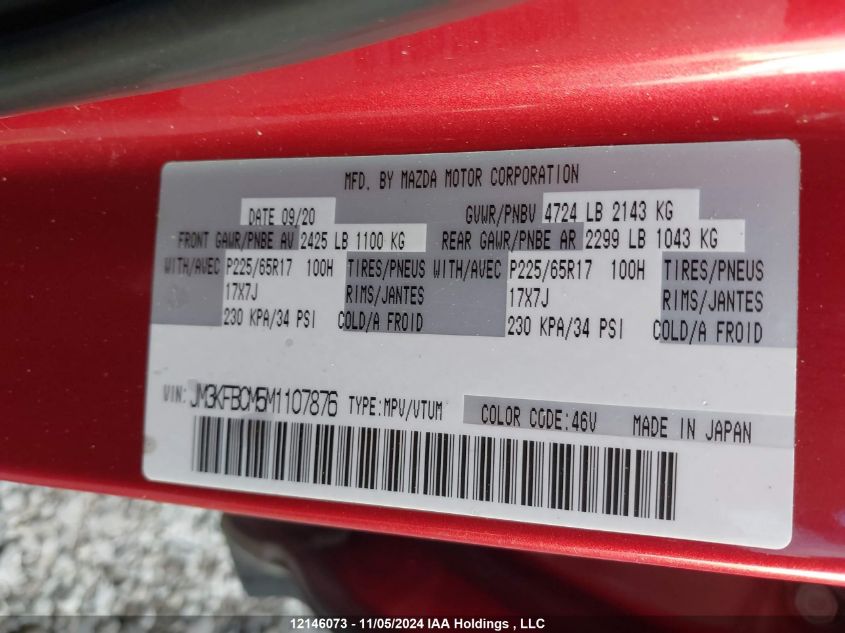 MFD. BY MAZDA MOTOR CORPORATION
DATE 09/20 GVWR/PNBV 4724 LB 2143 KG
FRONT GAWR/PNBE AV 2425 LB 1100 KG REAR GAWR/PNBE AR 2299 LB 1043 KG
WITH/AVEC P225/65R17 100H TIRES/PNEUS WITH/AVEC P225/65R17 100H TIRES/PNEUS
17X7J RIMS/JANTES 17X7J RIMS/JANTES
230 KPA/34 PSI COLD/A FROID 230 KPA/34 PSI COLD/A FROID
VIN: JM3KFBCM5M1107876 TYPE:MPV/VTUM COLOR CODE:46V MADE IN JAPAN
12146073 - 11/05/2024 IAA Holdings , LLC